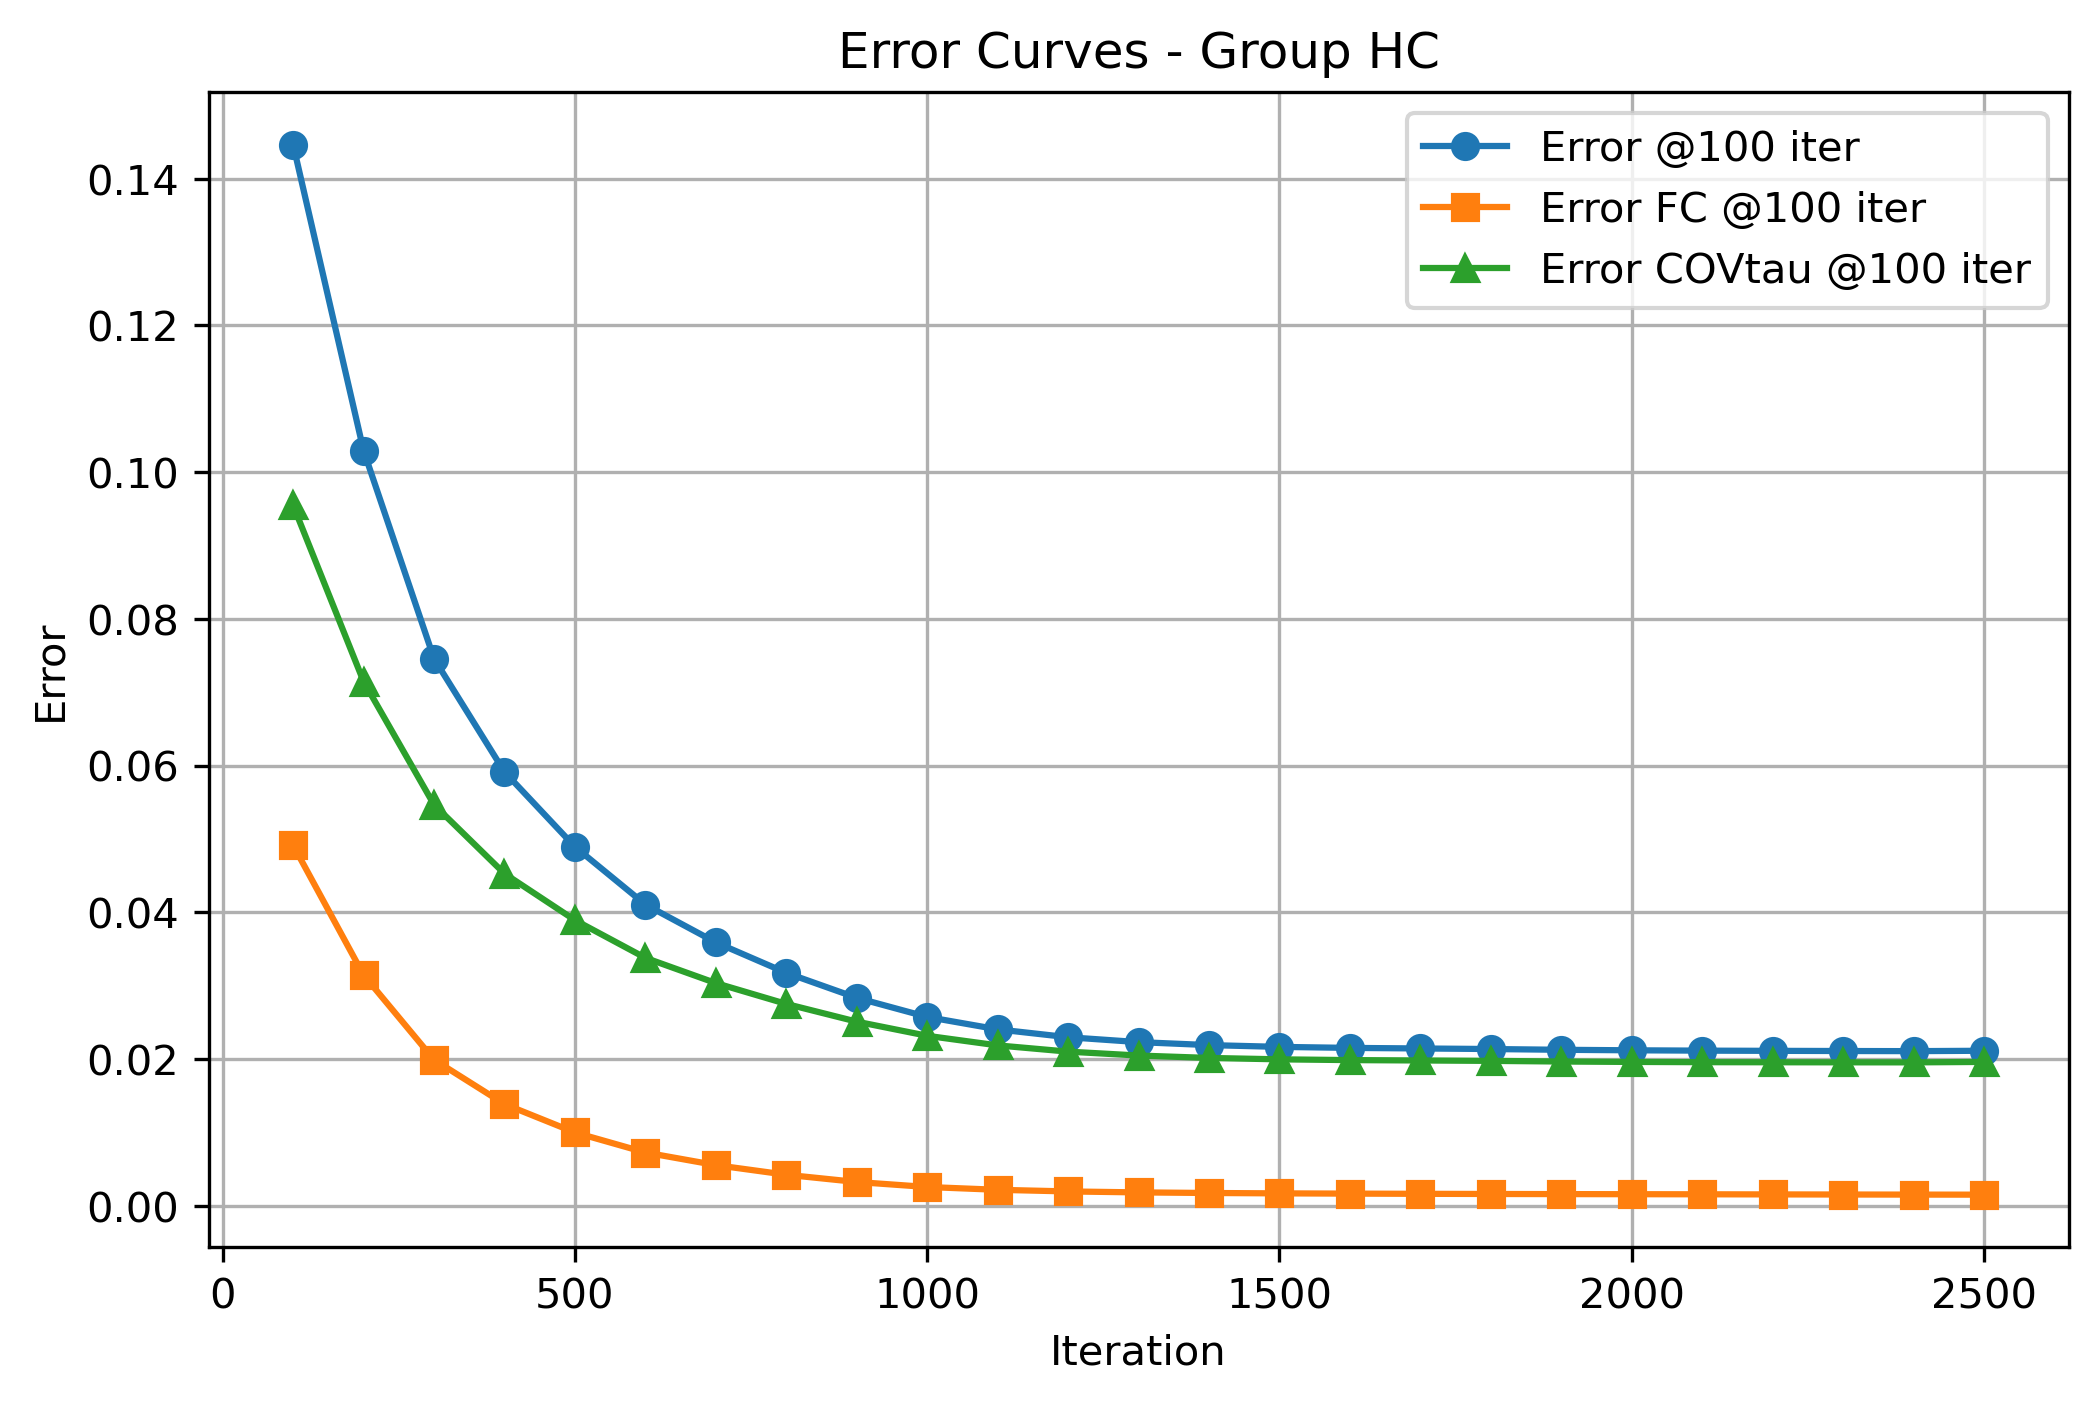 Error Curves - Group HC
Error @100 iter
Error FC @100 iter
Error COVtau @100 iter
Error
0.14
0.12
0.10
0.08
0.06
0.04
0.02
0.00
0 500 1000 1500 2000 2500
Iteration